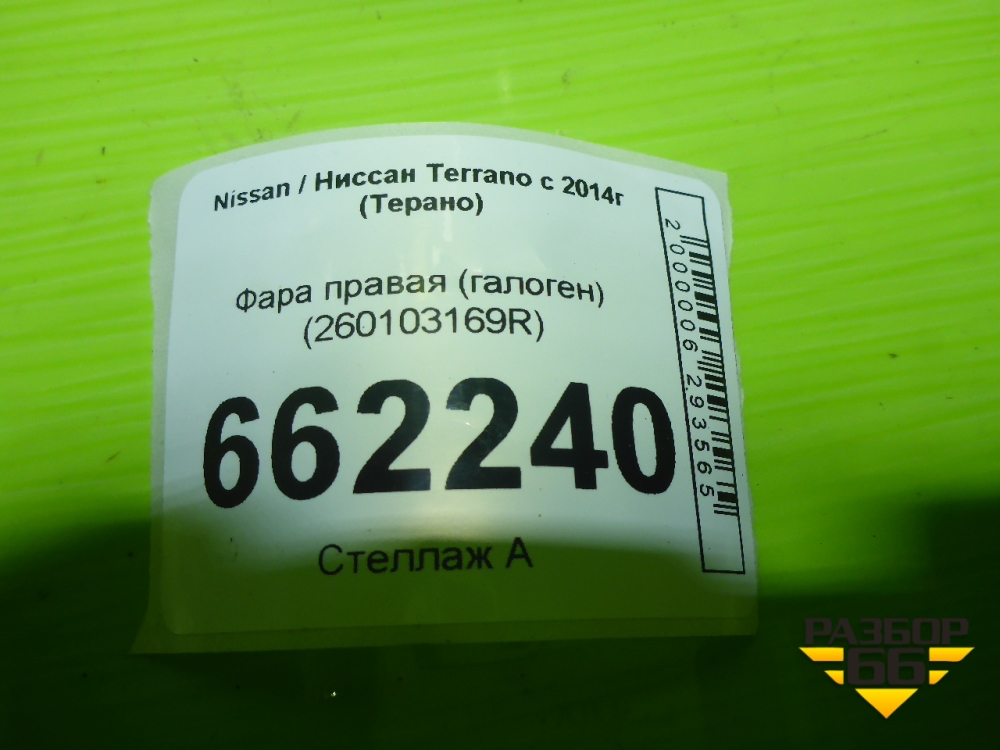 Nissan / Ниссан Terrano с 2014г
(Терано)
Фара правая (галоген)
(260103169R)
662240
Стеллаж А
2000006293565
РАЗБОР
66